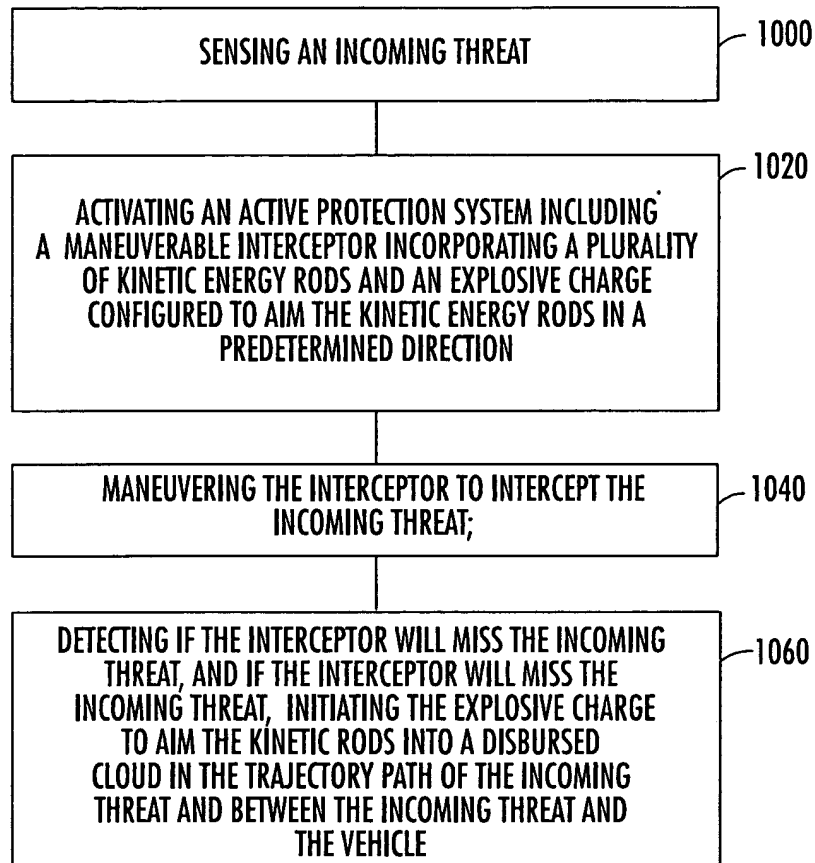 SENSING AN INCOMING THREAT
1000
1020
ACTIVATING AN ACTIVE PROTECTION SYSTEM INCLUDING
A MANEUVERABLE INTERCEPTOR INCORPORATING A PLURALITY
OF KINETIC ENERGY RODS AND AN EXPLOSIVE CHARGE
CONFIGURED TO AIM THE KINETIC ENERGY RODS IN A
PREDETERMINED DIRECTION
MANEUVERING THE INTERCEPTOR TO INTERCEPT THE
INCOMING THREAT;
1040
DETECTING IF THE INTERCEPTOR WILL MISS THE INCOMING
THREAT, AND IF THE INTERCEPTOR WILL MISS THE
INCOMING THREAT, INITIATING THE EXPLOSIVE CHARGE
TO AIM THE KINETIC RODS INTO A DISBURSED
CLOUD IN THE TRAJECTORY PATH OF THE INCOMING
THREAT AND BETWEEN THE INCOMING THREAT AND
THE VEHICLE
1060